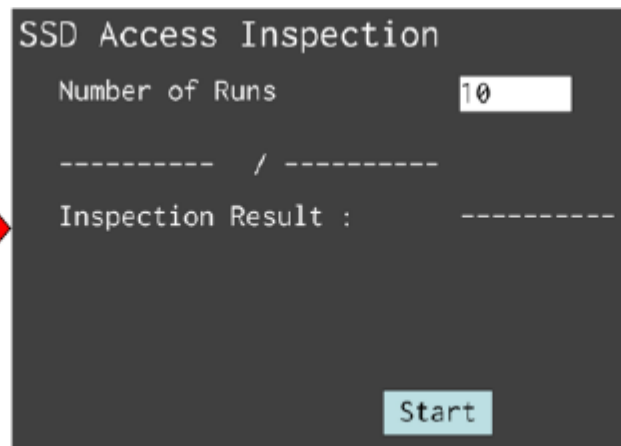 SSD Access Inspection
Number of Runs 10
---------- / ----------
Inspection Result : ----------
Start